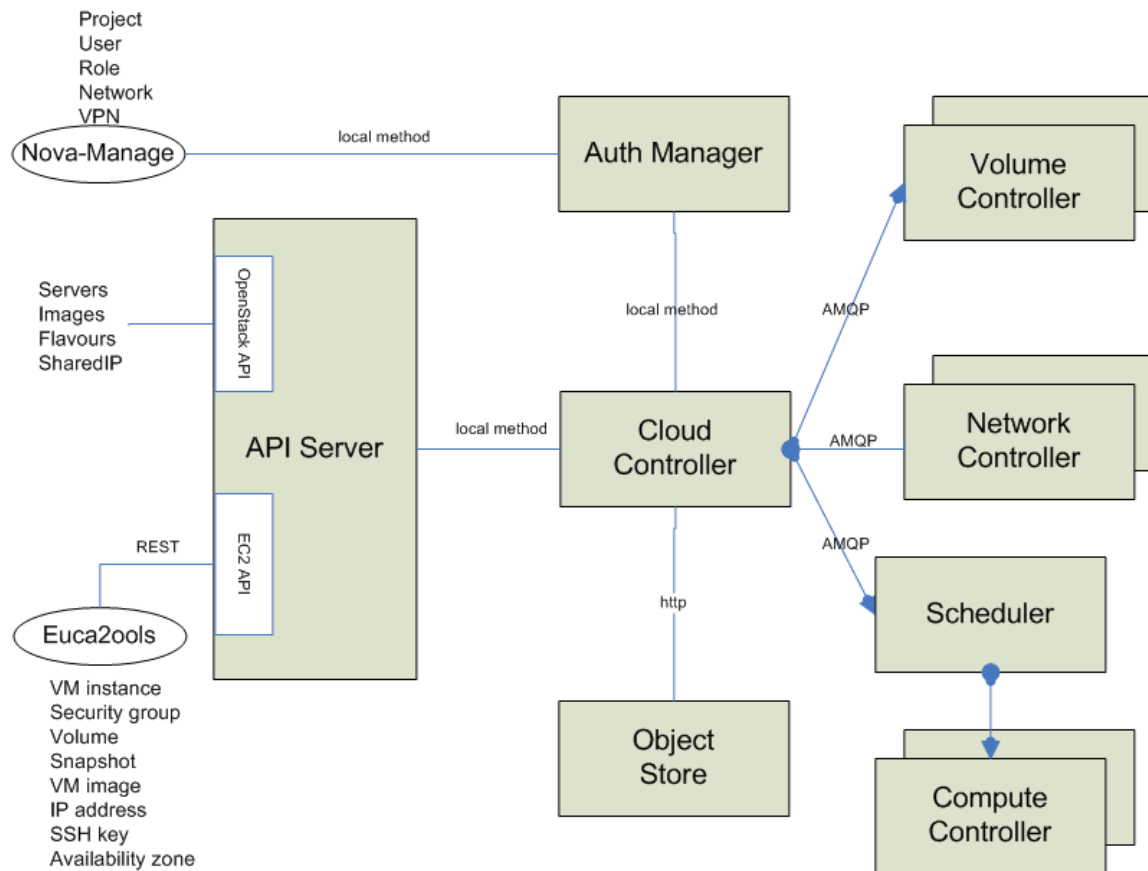 Project
User
Role
Network
VPN
Nova-Manage
local method
Auth Manager
Volume
Controller
Servers
Images
Flavours
SharedIP
OpenStack API
API Server
local method
local method
Cloud
Controller
AMQP
AMQP
Network
Controller
AMQP
REST
EC2 API
Euca2ools
VM instance
Security group
Volume
Snapshot
VM image
IP address
SSH key
Availability zone
http
Object
Store
Scheduler
Compute
Controller